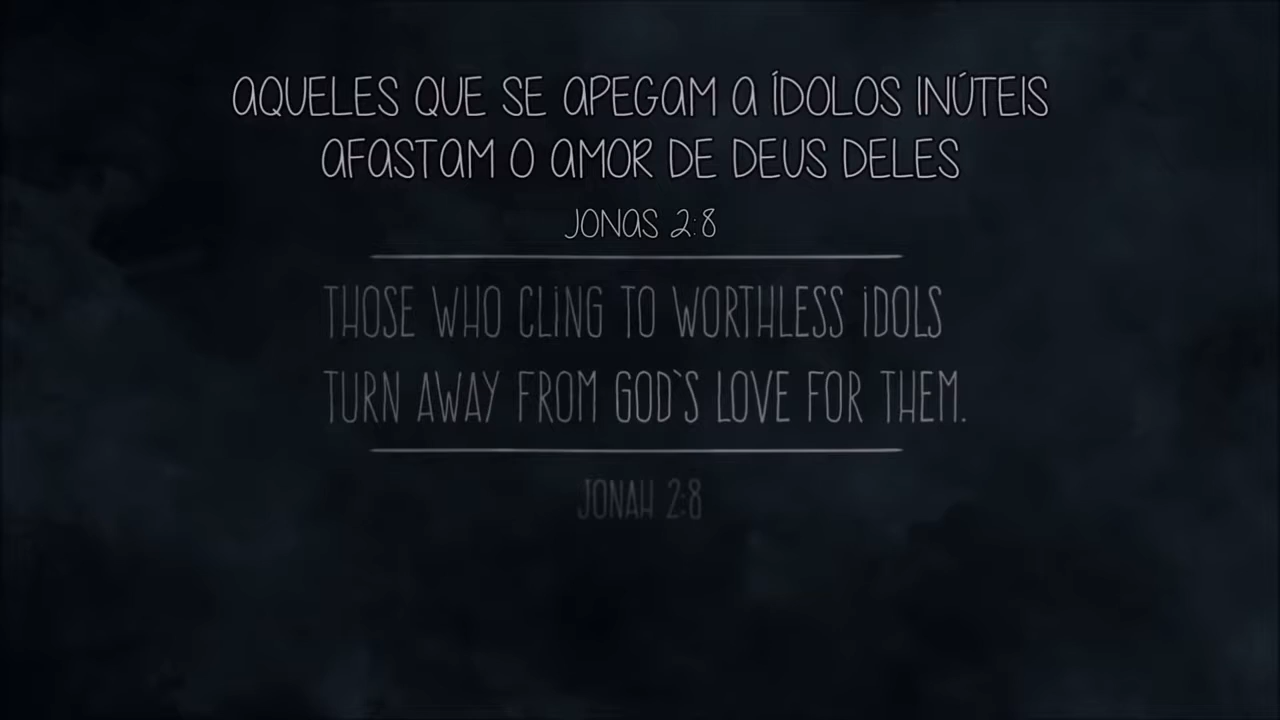 AQUELES QUE SE APEGAM A ÍDOLOS INÚTEIS
AFASTAM O AMOR DE DEUS DELES
JONAS 2:8
THOSE WHO CLING TO WORTHLESS IDOLS
TURN AWAY FROM GOD`S LOVE FOR THEM.
JONAH 2:8